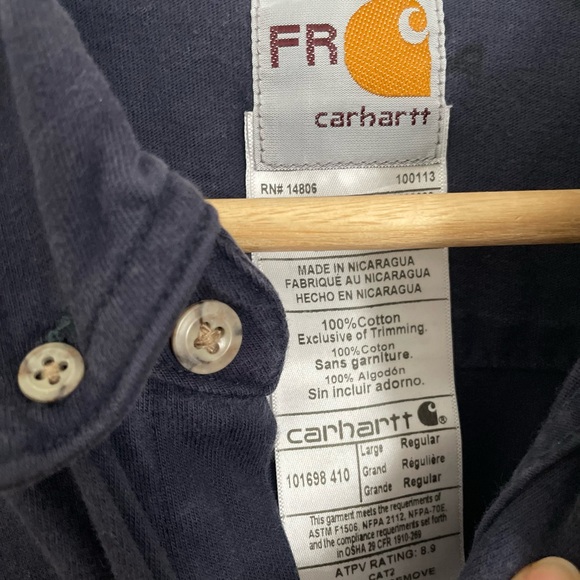 FR
carhartt
RN# 14806 100113
MADE IN NICARAGUA
FABRIQUÉ AU NICARAGUA
HECHO EN NICARAGUA
100%Cotton
Exclusive of Trimming.
100%Coton
Sans garniture.
100% Algodón
Sin incluir adorno.
carhartt ®
101698 410
Large Regular
Grand Régulière
Grande Regular
This garment meets the requirements of
ASTM F1506, NFPA 2112, NFPA-70E,
and the compliance requirements set forth
in OSHA 29 CFR 1910-269
ATPV RATING: 8.9
CAT2
REMOVE